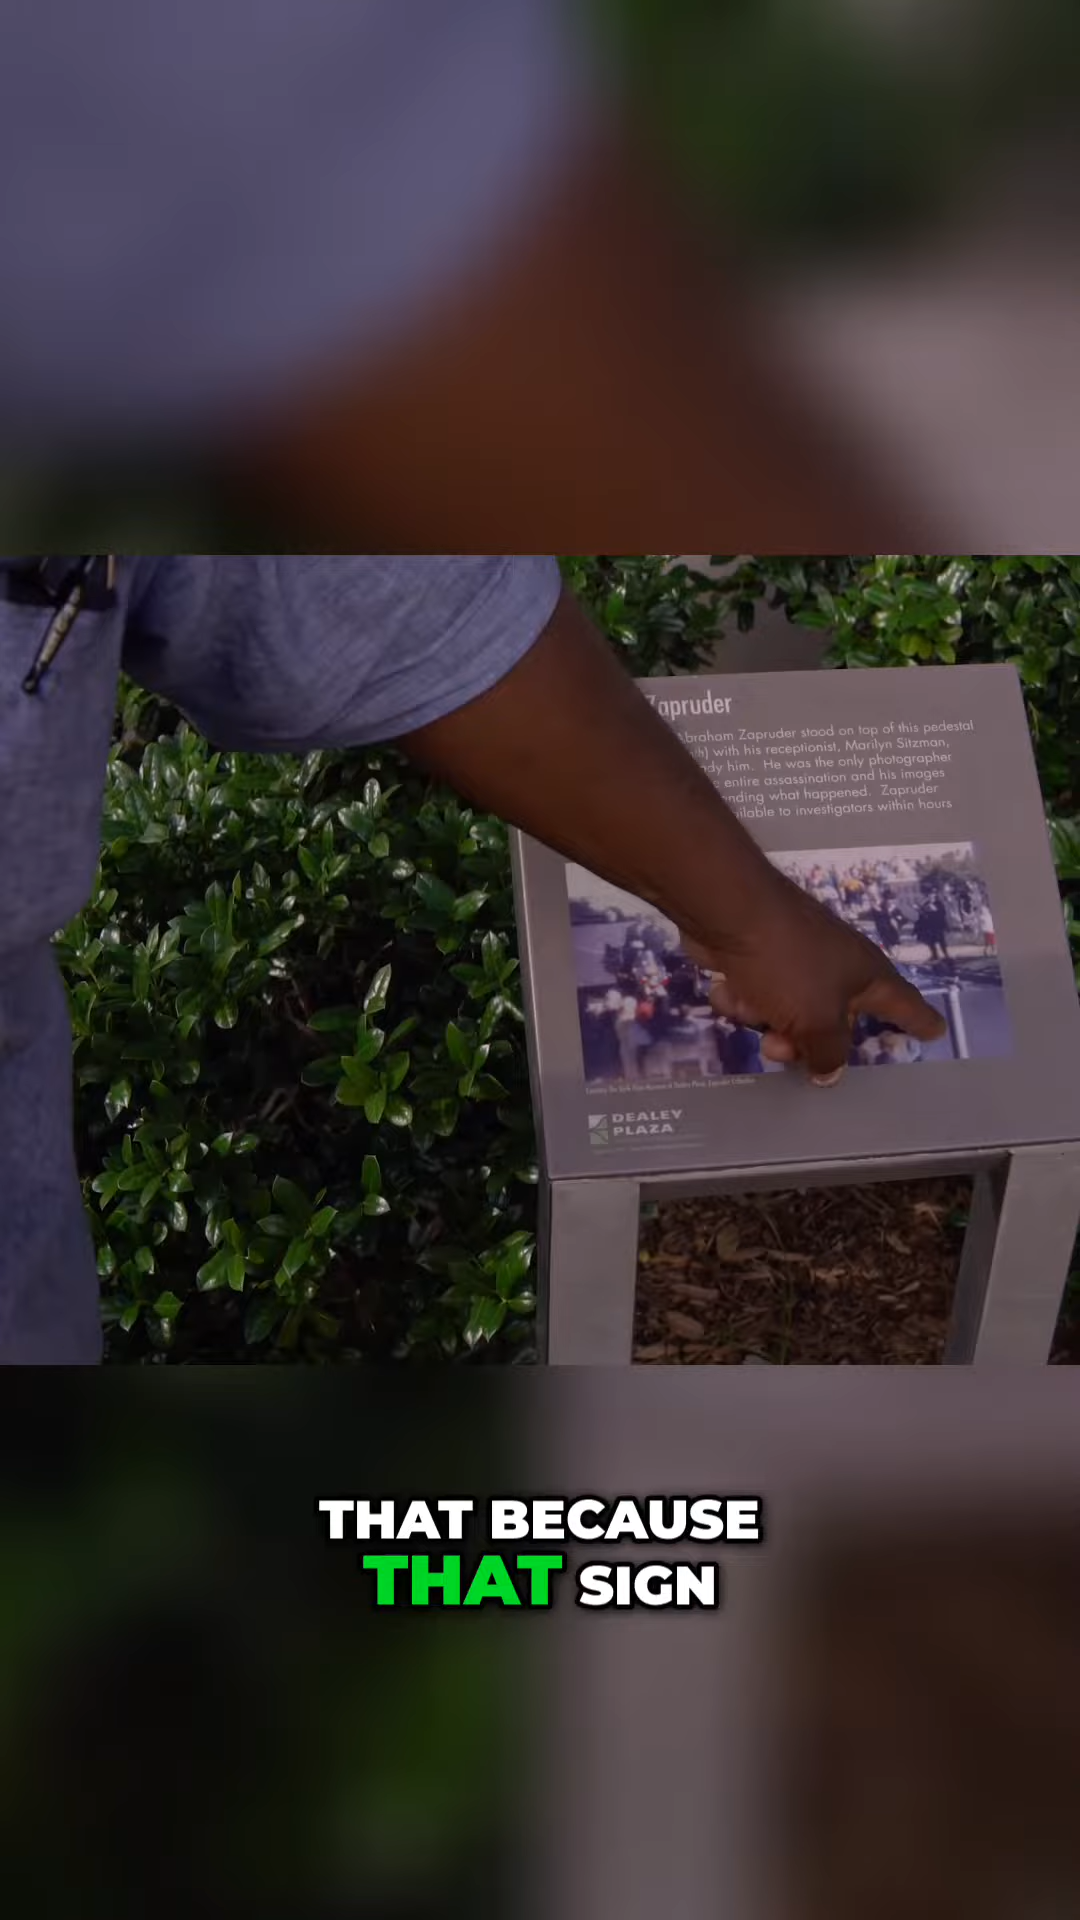 Zapruder
Abraham Zapruder stood on top of this pedestal
with his receptionist, Marilyn Sitzman,
him. He was the only photographer
entire assassination and his images
what happened. Zapruder
to investigators within hours
DEALEY
PLAZA
THAT BECAUSE
THAT SIGN